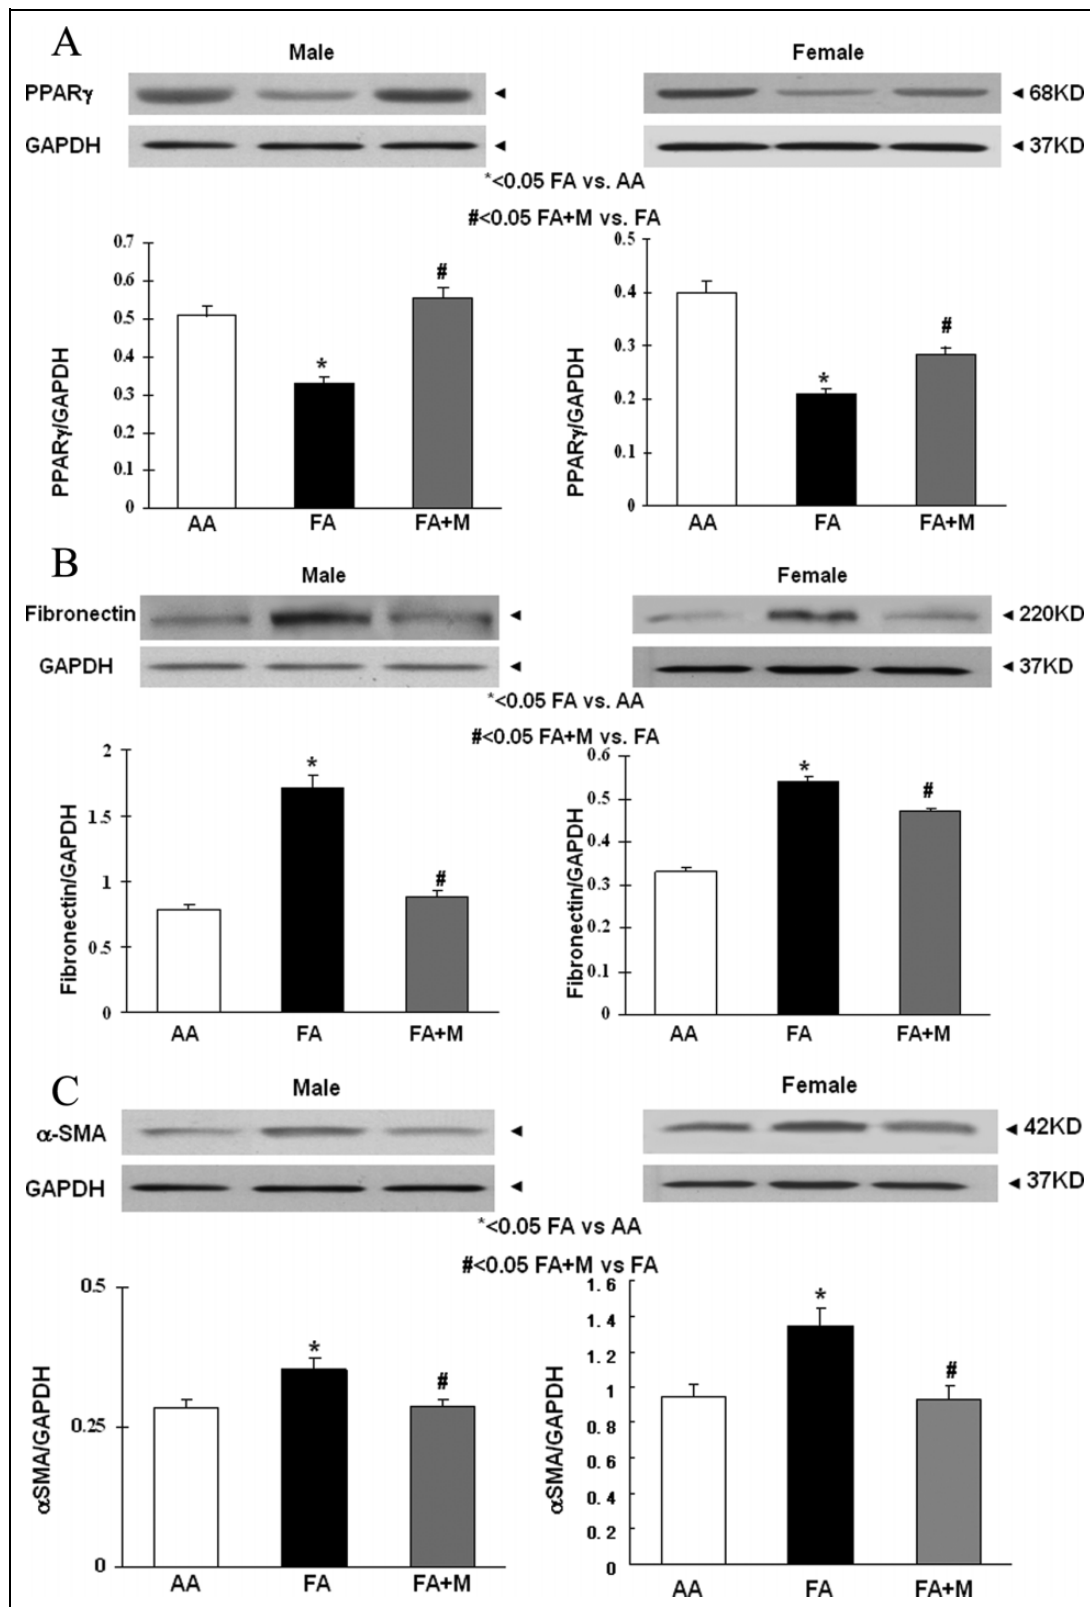 A
Male
Female
PPARγ
68KD
GAPDH
37KD
*<0.05 FA vs. AA
#<0.05 FA+M vs. FA
PPARγ/GAPDH
0.7
0.6
0.5
0.4
0.3
0.2
0.1
0
*
#
AA
FA
FA+M
PPARγ/GAPDH
0.5
0.4
0.3
0.2
0.1
0
*
#
AA
FA
FA+M
B
Male
Female
Fibronectin
220KD
GAPDH
37KD
*<0.05 FA vs. AA
#<0.05 FA+M vs. FA
Fibronectin/GAPDH
2
1.5
1
0.5
0
*
#
AA
FA
FA+M
Fibronectin/GAPDH
0.6
0.5
0.4
0.3
0.2
0.1
0
*
#
AA
FA
FA+M
C
Male
Female
α-SMA
42KD
GAPDH
37KD
*<0.05 FA vs AA
#<0.05 FA+M vs FA
αSMA/GAPDH
0.5
0.25
0
*
#
AA
FA
FA+M
αSMA/GAPDH
1.6
1.4
1.2
1
0.8
0.6
0.4
0.2
0
*
#
AA
FA
FA+M